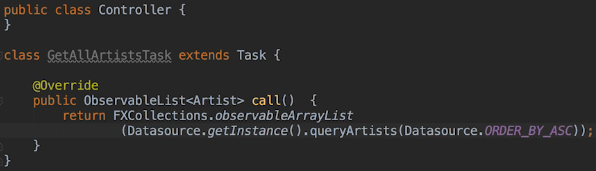 public class Controller {
}
class GetAllArtistsTask extends Task {
@Override
public ObservableList<Artist> call()  {
return FXCollections.observableArrayList
(Datasource.getInstance().queryArtists(Datasource.ORDER_BY_ASC));
}
}